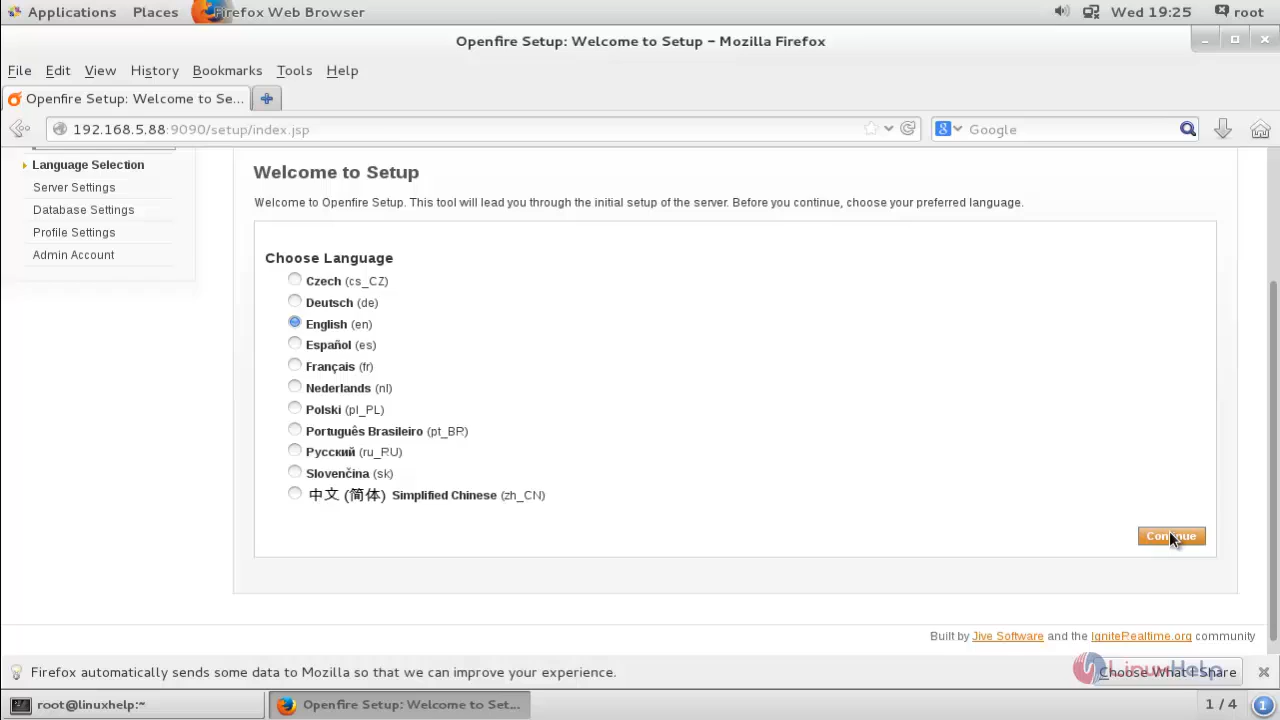 Applications Places Firefox Web Browser Wed 19:25 root
Openfire Setup: Welcome to Setup – Mozilla Firefox
File Edit View History Bookmarks Tools Help
Openfire Setup: Welcome to Se...
192.168.5.88:9090/setup/index.jsp
Google
Language Selection
Server Settings
Database Settings
Profile Settings
Admin Account
Welcome to Setup
Welcome to Openfire Setup. This tool will lead you through the initial setup of the server. Before you continue, choose your preferred language.
Choose Language
Czech (cs_CZ)
Deutsch (de)
English (en)
Español (es)
Français (fr)
Nederlands (nl)
Polski (pl_PL)
Português Brasileiro (pt_BR)
Русский (ru_RU)
Slovenčina (sk)
中文 (简体) Simplified Chinese (zh_CN)
Continue
Built by Jive Software and the IgniteRealtime.org community
Firefox automatically sends some data to Mozilla so that we can improve your experience.
Choose What I Share
LinuxHelp
root@linuxhelp:~
Openfire Setup: Welcome to Set...
1 / 4
1